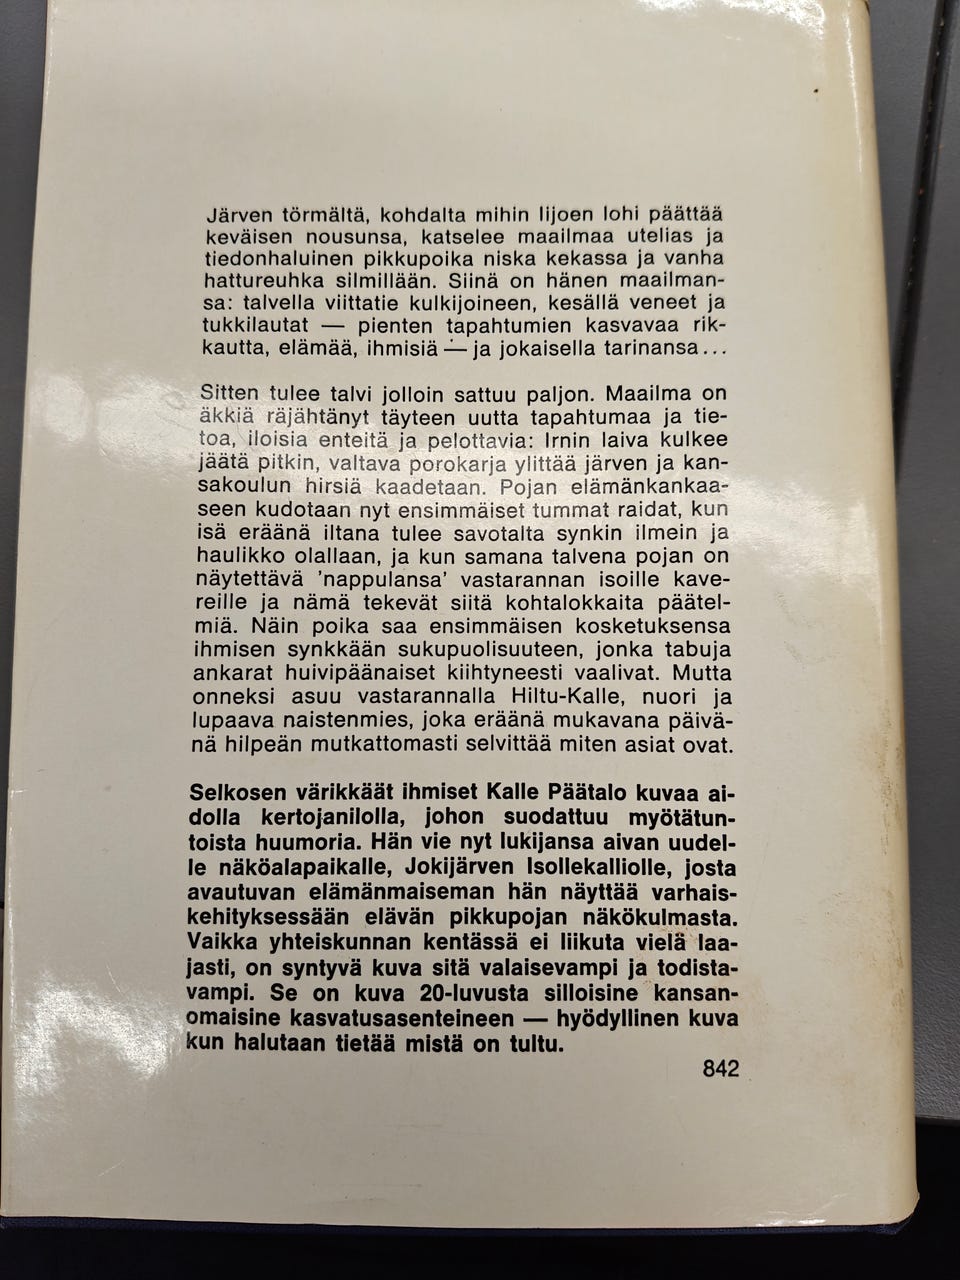 Järven törmältä, kohdalta mihin Iijoen lohi päättää
keväisen nousunsa, katselee maailmaa utelias ja
tiedonhaluinen pikkupoika niska kekassa ja vanha
hattureuhka silmillään. Siinä on hänen maailman-
sa: talvella viittatie kulkijoineen, kesällä veneet ja
tukkilautat — pienten tapahtumien kasvavaa rik-
kautta, elämää, ihmisiä — ja jokaisella tarinansa...
Sitten tulee talvi jolloin sattuu paljon. Maailma on
äkkiä räjähtänyt täyteen uutta tapahtumaa ja tie-
toa, iloisia enteitä ja pelottavia: Irnin laiva kulkee
jäätä pitkin, valtava porokarja ylittää järven ja kan-
sakoulun hirsiä kaadetaan. Pojan elämänkankaa-
seen kudotaan nyt ensimmäiset tummat raidat, kun
isä eräänä iltana tulee savotalta synkin ilmein ja
haulikko olallaan, ja kun samana talvena pojan on
näytettävä 'nappulansa' vastarannan isoille kave-
reille ja nämä tekevät siitä kohtalokkaita päätel-
miä. Näin poika saa ensimmäisen kosketuksensa
ihmisen synkkään sukupuolisuuteen, jonka tabuja
ankarat huivipäänaiset kiihtyneesti vaalivat. Mutta
onneksi asuu vastarannalla Hiltu-Kalle, nuori ja
lupaava naistenmies, joka eräänä mukavana päivä-
nä hilpeän mutkattomasti selvittää miten asiat ovat.
Selkosen värikkäät ihmiset Kalle Päätalo kuvaa ai-
dolla kertojanilolla, johon suodattuu myötätun-
toista huumoria. Hän vie nyt lukijansa aivan uudel-
le näköalapaikalle, Jokijärven Isollekalliolle, josta
avautuvan elämänmaiseman hän näyttää varhais-
kehityksessään elävän pikkupojan näkökulmasta.
Vaikka yhteiskunnan kentässä ei liikuta vielä laa-
jasti, on syntyvä kuva sitä valaisevampi ja todista-
vampi. Se on kuva 20-luvusta silloisine kansan-
omaisine kasvatusasenteineen — hyödyllinen kuva
kun halutaan tietää mistä on tultu.
842